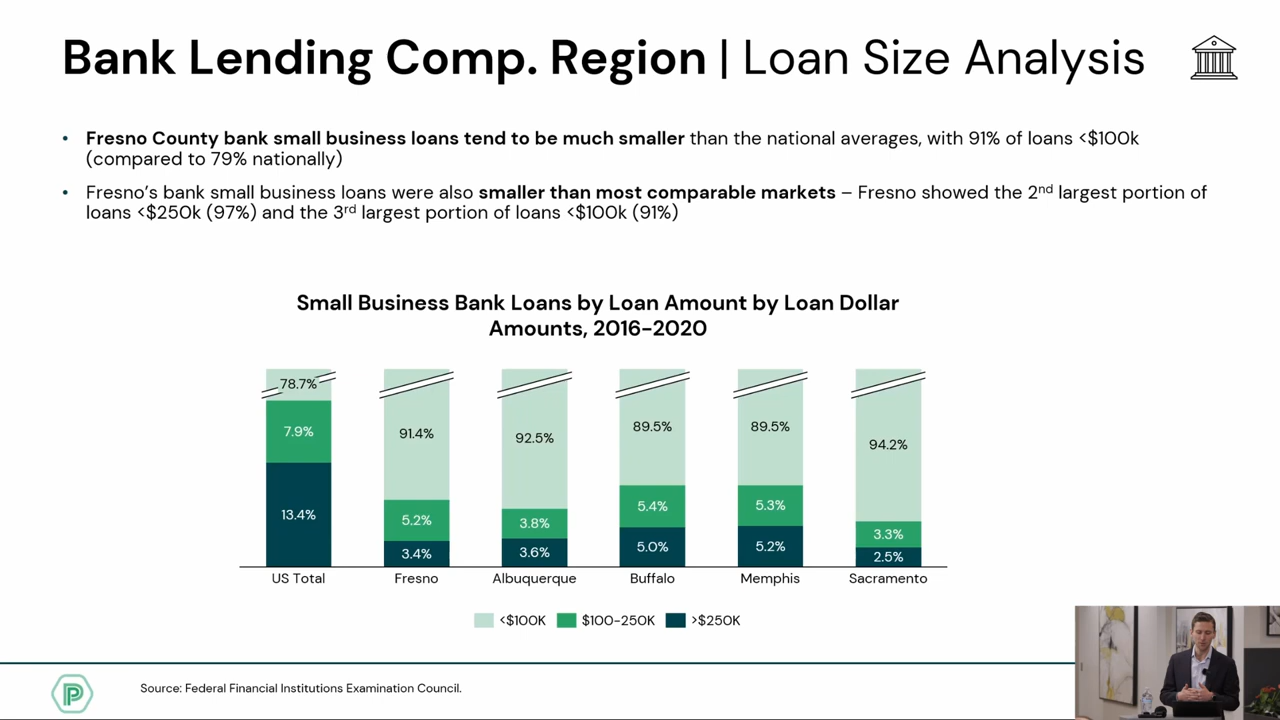 Bank Lending Comp. Region | Loan Size Analysis
• Fresno County bank small business loans tend to be much smaller than the national averages, with 91% of loans <$100k
(compared to 79% nationally)
• Fresno's bank small business loans were also smaller than most comparable markets – Fresno showed the 2nd largest portion of
loans <$250k (97%) and the 3rd largest portion of loans <$100k (91%)
Small Business Bank Loans by Loan Amount by Loan Dollar
Amounts, 2016-2020
78.7%
7.9%
13.4%
91.4%
5.2%
3.4%
92.5%
3.8%
3.6%
89.5%
5.4%
5.0%
89.5%
5.3%
5.2%
94.2%
3.3%
2.5%
US Total Fresno Albuquerque Buffalo Memphis Sacramento
<$100K $100-250K >$250K
P
Source: Federal Financial Institutions Examination Council.